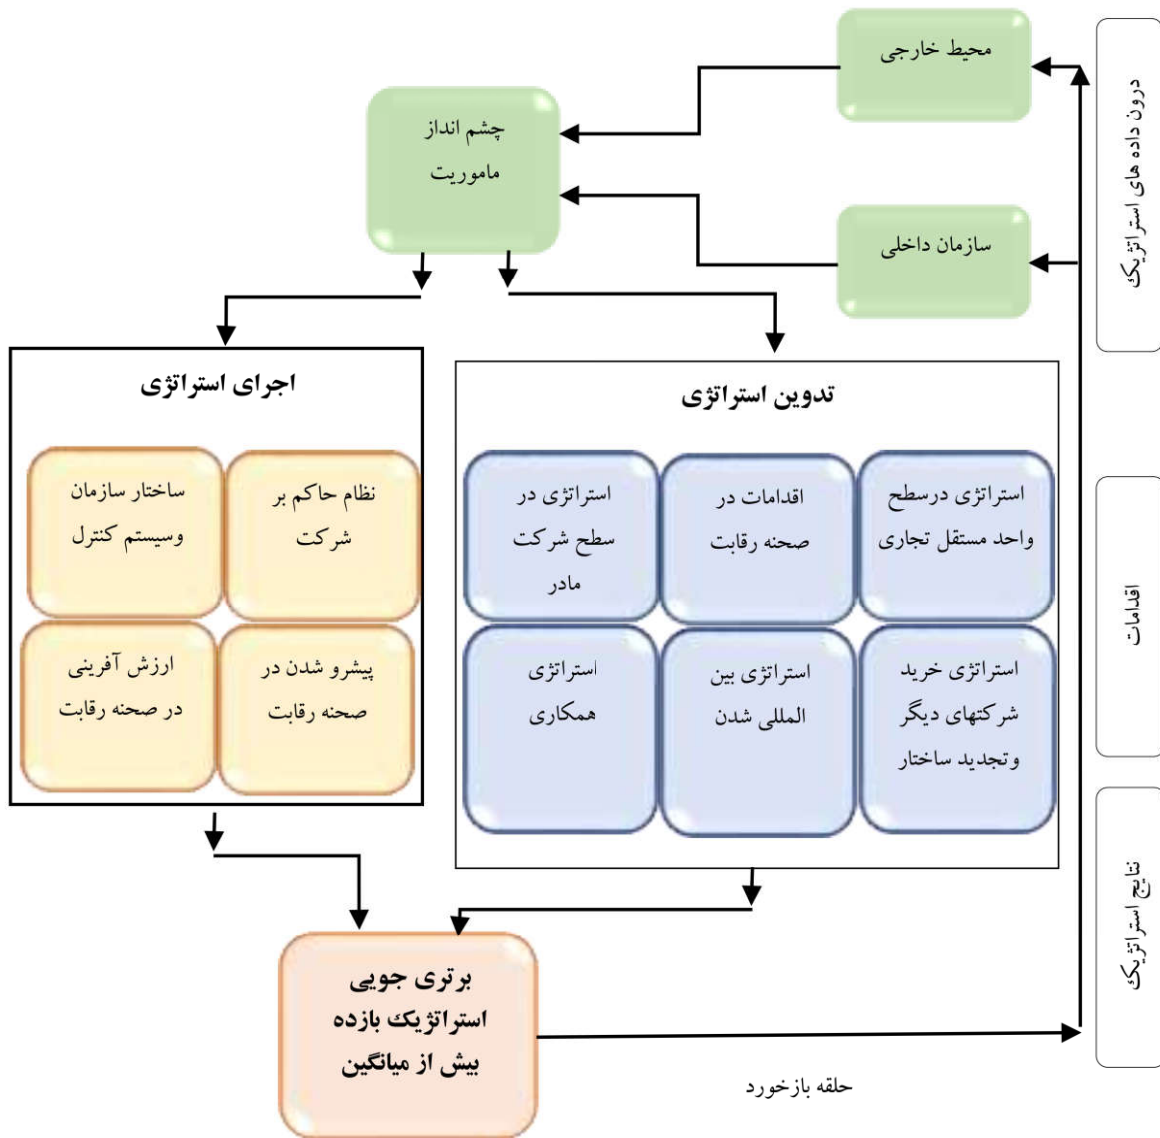 محیط خارجی
درون داده های استراتژیک
چشم انداز
ماموریت
سازمان داخلی
تدوین استراتژی
اجرای استراتژی
استراتژی درسطح
واحد مستقل تجاری
اقدامات در
صحنه رقابت
استراتژی در
سطح شرکت
مادر
استراتژی خرید
شرکتهای دیگر
وتجدید ساختار
استراتژی بین
المللی شدن
استراتژی
همکاری
نظام حاکم بر
شرکت
ساختار سازمان
وسیستم کنترل
پیشرو شدن در
صحنه رقابت
ارزش آفرینی
در صحنه رقابت
اقدامات
نتایج استراتژیک
برتری جویی
استراتژیک بازده
بیش از میانگین
حلقه بازخورد